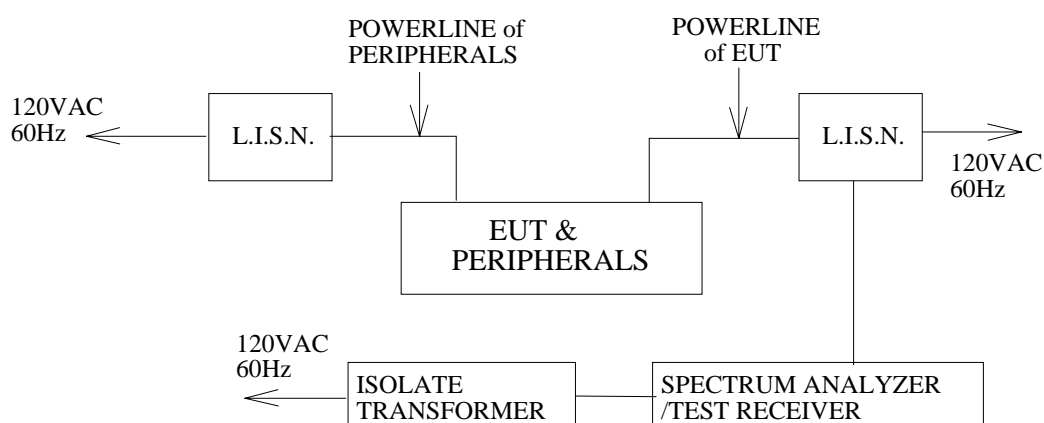 POWERLINE of
PERIPHERALS
POWERLINE
of EUT
120VAC
60Hz
L.I.S.N.
L.I.S.N.
120VAC
60Hz
EUT &
PERIPHERALS
120VAC
60Hz
ISOLATE
TRANSFORMER
SPECTRUM ANALYZER
/TEST RECEIVER